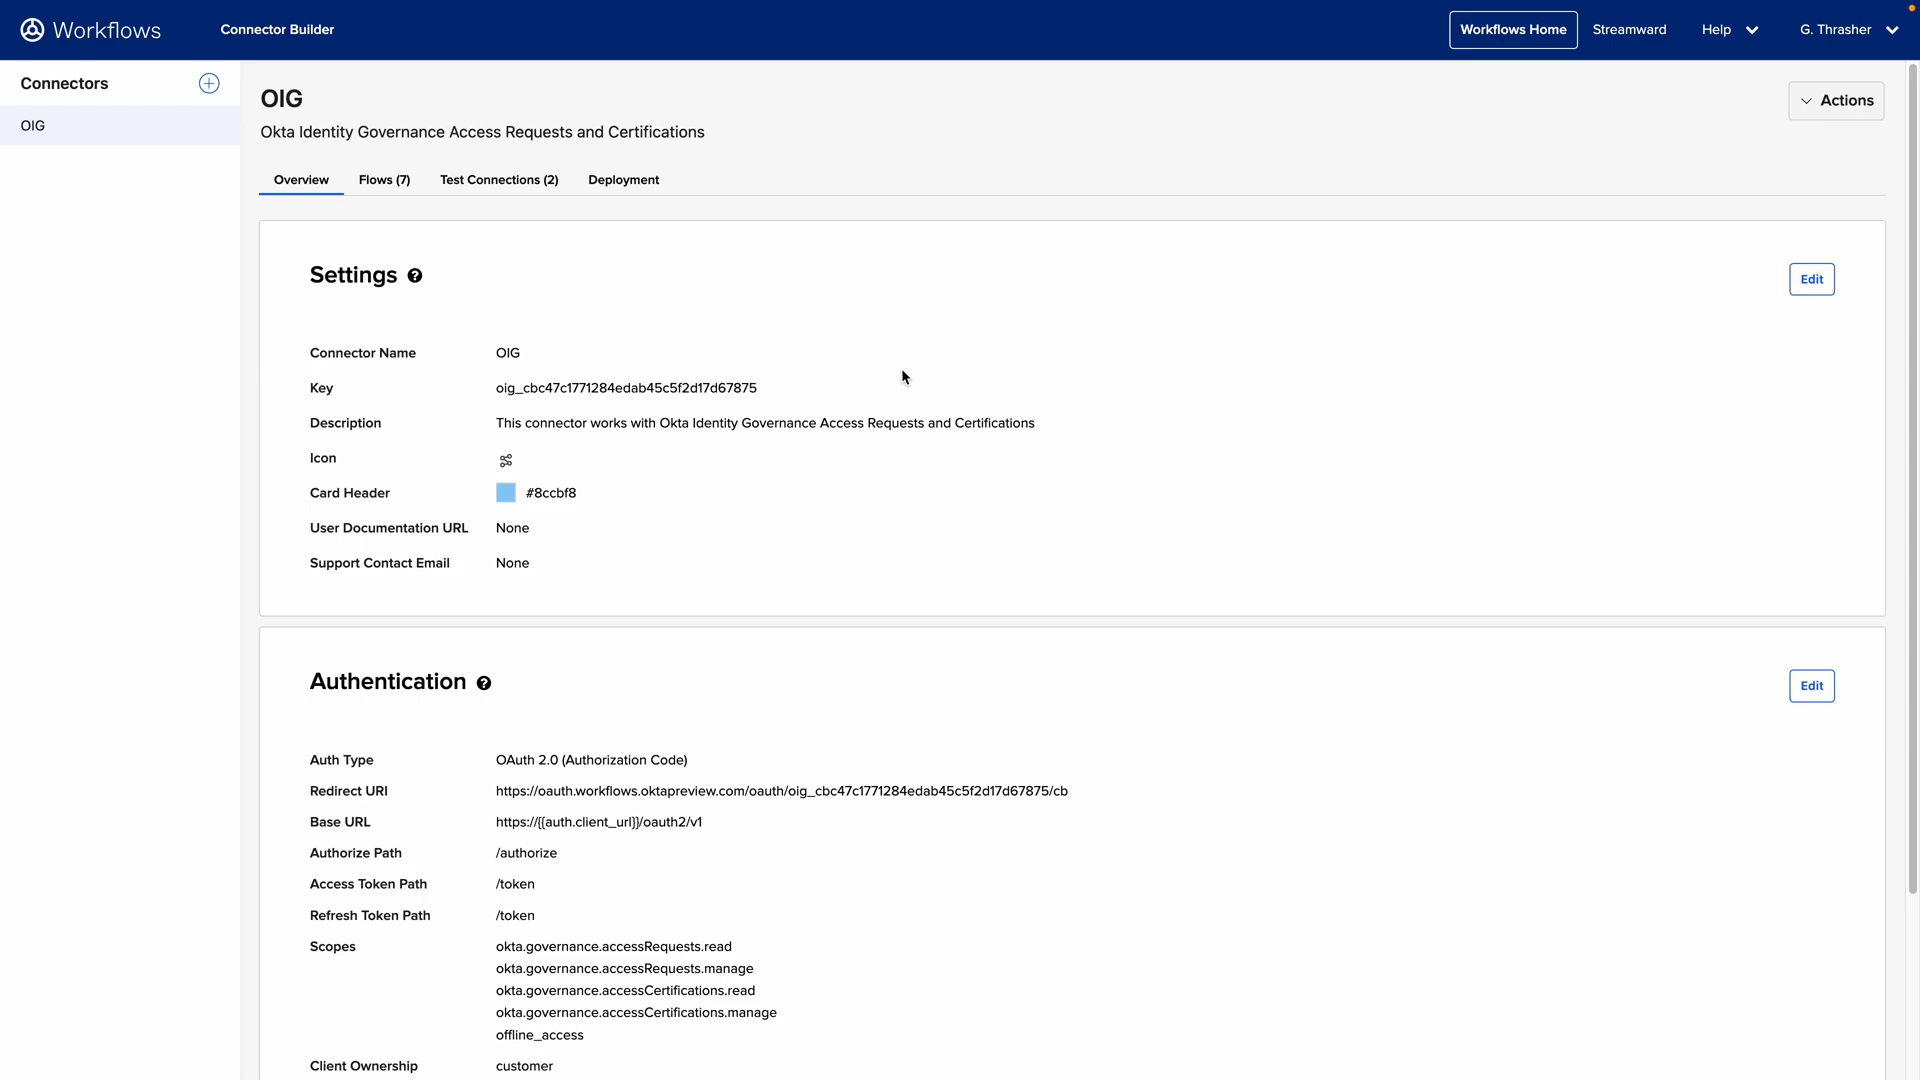 Workflows
Connector Builder
Workflows Home
Streamward
Help
G. Thrasher
Connectors
OIG
OIG
Actions
Okta Identity Governance Access Requests and Certifications
Overview
Flows (7)
Test Connections (2)
Deployment
Settings ?
Edit
Connector Name OIG
Key oig_cbc47c1771284edab45c5f2d17d67875
Description This connector works with Okta Identity Governance Access Requests and Certifications
Icon
Card Header #8ccbf8
User Documentation URL None
Support Contact Email None
Authentication ?
Edit
Auth Type OAuth 2.0 (Authorization Code)
Redirect URI https://oauth.workflows.oktapreview.com/oauth/oig_cbc47c1771284edab45c5f2d17d67875/cb
Base URL https://{{auth.client_url}}/oauth2/v1
Authorize Path /authorize
Access Token Path /token
Refresh Token Path /token
Scopes okta.governance.accessRequests.read
okta.governance.accessRequests.manage
okta.governance.accessCertifications.read
okta.governance.accessCertifications.manage
offline_access
Client Ownership customer